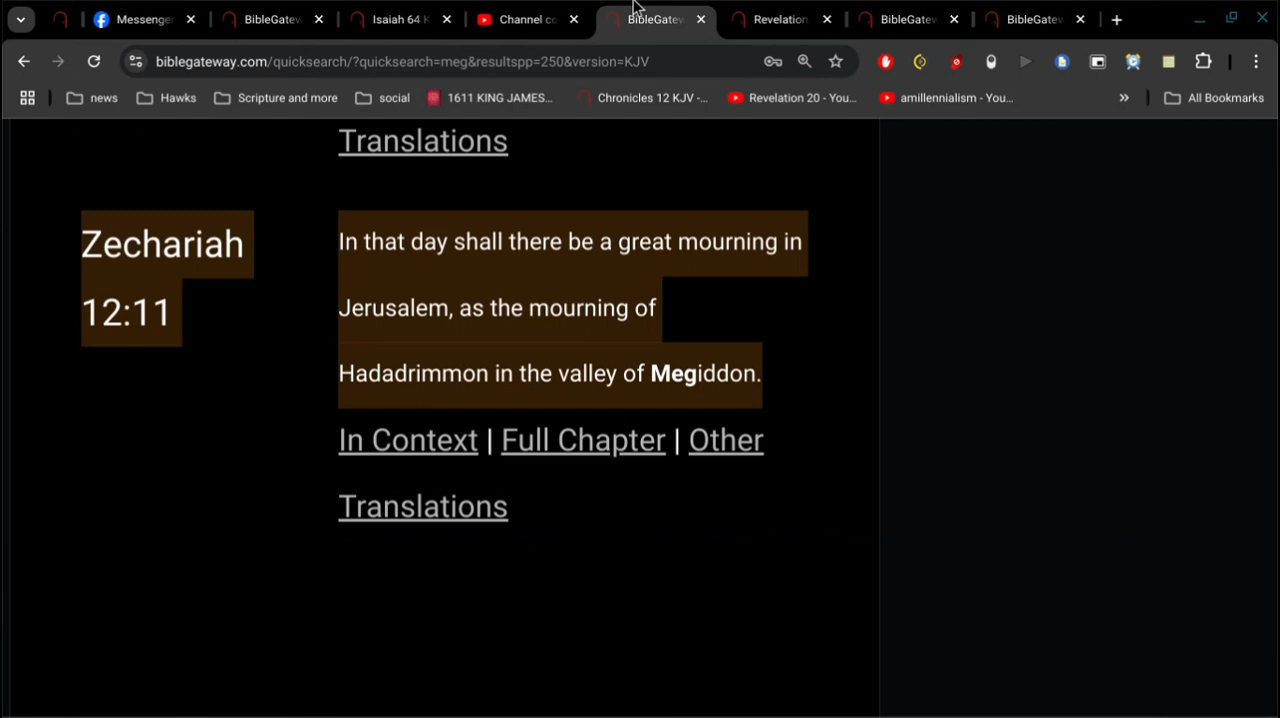 Messenger
BibleGatew
Isaiah 64 K
Channel co
BibleGatew
Revelation
BibleGatew
BibleGatew
biblegateway.com/quicksearch/?quicksearch=meg&resultspp=250&version=KJV
news
Hawks
Scripture and more
social
1611 KING JAMES...
Chronicles 12 KJV -...
Revelation 20 - You...
amillennialism - You...
All Bookmarks
Translations
Zechariah
12:11
In that day shall there be a great mourning in
Jerusalem, as the mourning of
Hadadrimmon in the valley of Megiddon.
In Context | Full Chapter | Other
Translations